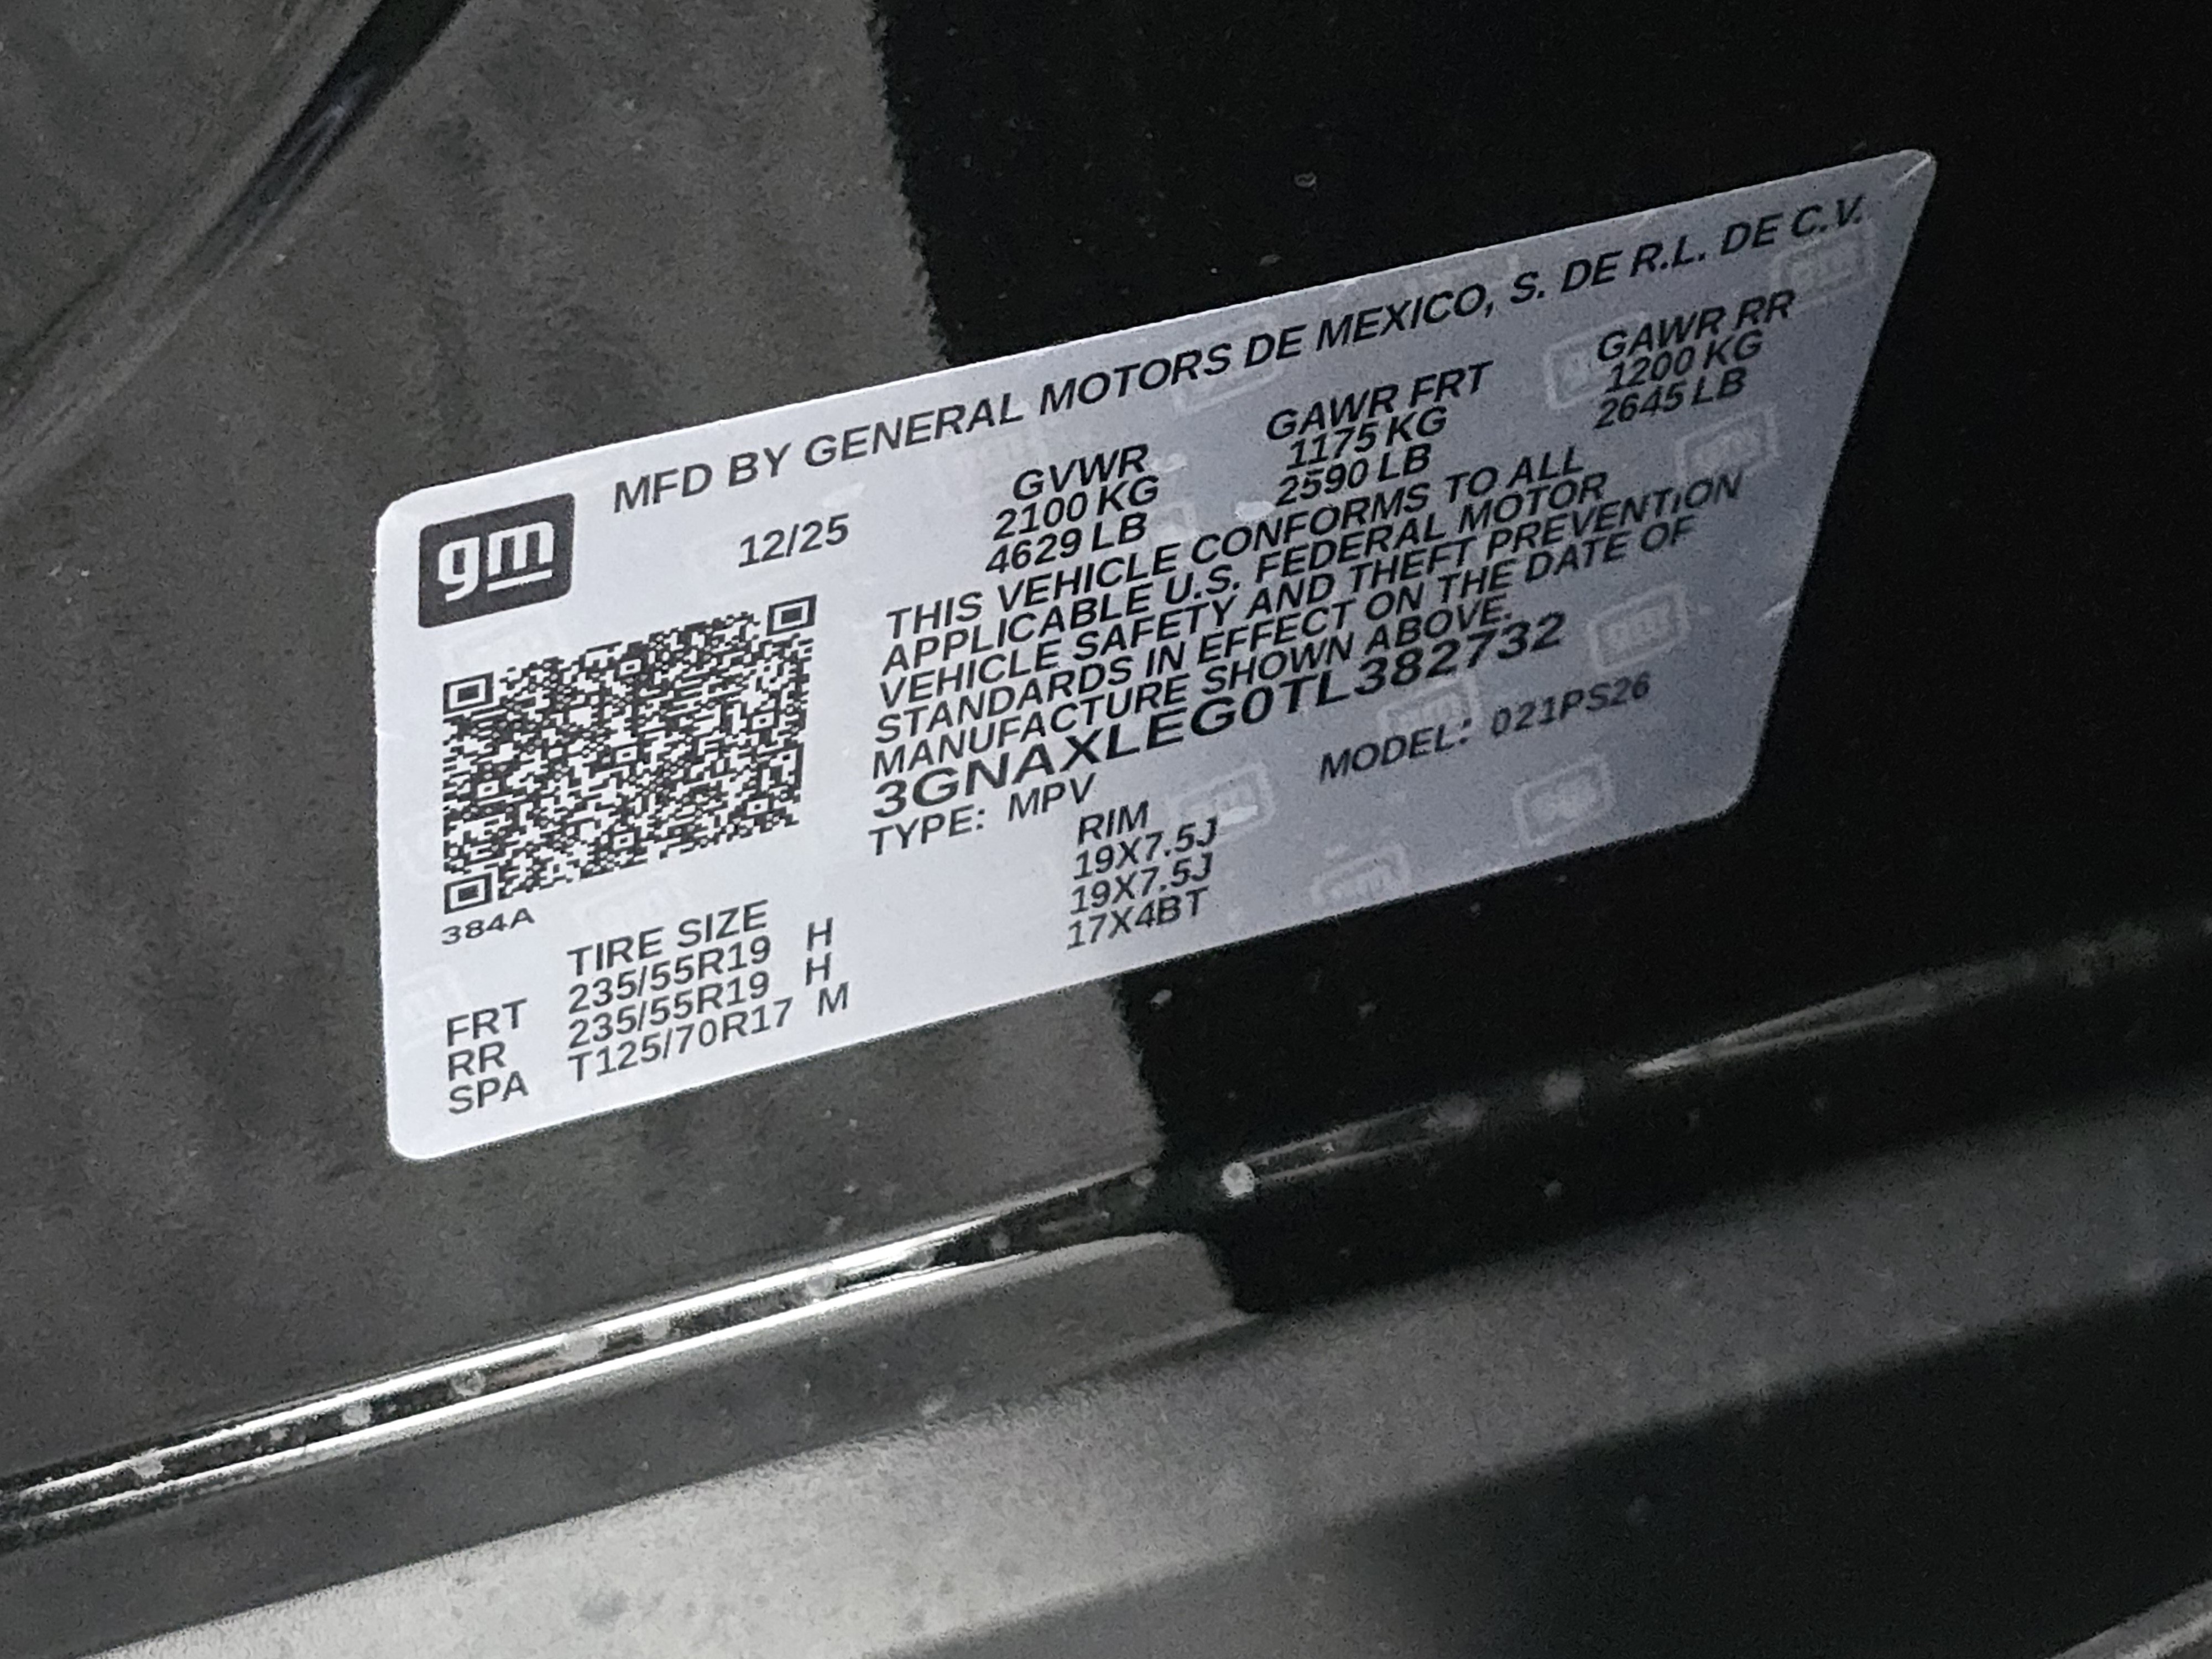 gm
MFD BY GENERAL MOTORS DE MEXICO, S. DE R.L. DE C.V.
12/25
GVWR GAWR FRT GAWR RR
2100 KG 1175 KG 1200 KG
4629 LB 2590 LB 2645 LB
THIS VEHICLE CONFORMS TO ALL
APPLICABLE U.S. FEDERAL MOTOR
VEHICLE SAFETY AND THEFT PREVENTION
STANDARDS IN EFFECT ON THE DATE OF
MANUFACTURE SHOWN ABOVE.
3GNAXLEG0TL382732
TYPE: MPV MODEL: 021PS26
384A
TIRE SIZE RIM
FRT 235/55R19 H 19X7.5J
RR 235/55R19 H 19X7.5J
SPA T125/70R17 M 17X4BT